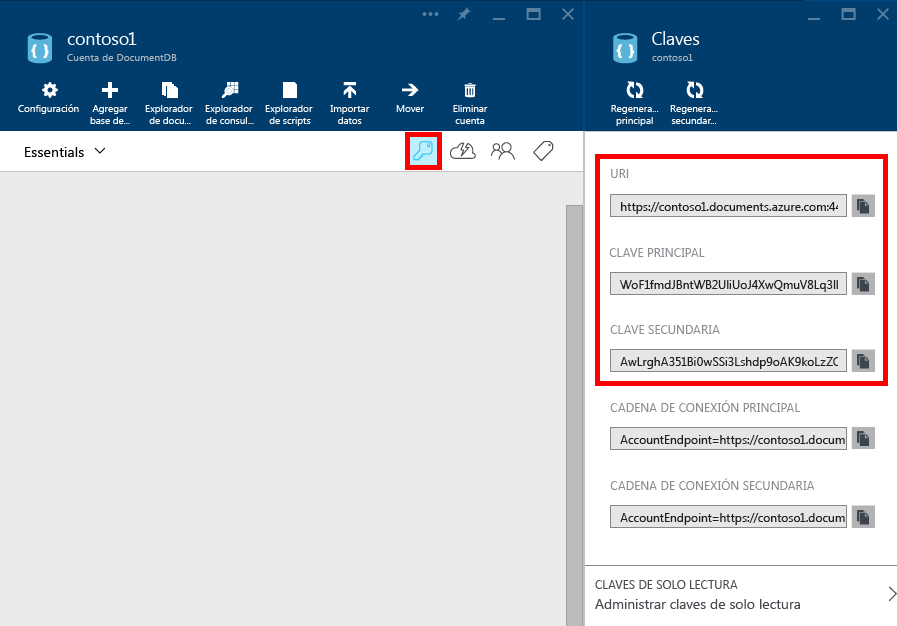 contoso1
Cuenta de DocumentDB
Configuración
Agregar
base de...
Explorador
de docu...
Explorador
de consul...
Explorador
de scripts
Importar
datos
Mover
Eliminar
cuenta
Essentials
Claves
contoso1
Regenera...
principal
Regenera...
secundar...
URI
https://contoso1.documents.azure.com:44
CLAVE PRINCIPAL
WoF1fmdJBntWB2UliUoJ4XwQmuV8Lq3ll
CLAVE SECUNDARIA
AwLrghA351Bi0wSSi3Lshdp9oAK9koLzZC
CADENA DE CONEXIÓN PRINCIPAL
AccountEndpoint=https://contoso1.docum
CADENA DE CONEXIÓN SECUNDARIA
AccountEndpoint=https://contoso1.docum
CLAVES DE SOLO LECTURA
Administrar claves de solo lectura